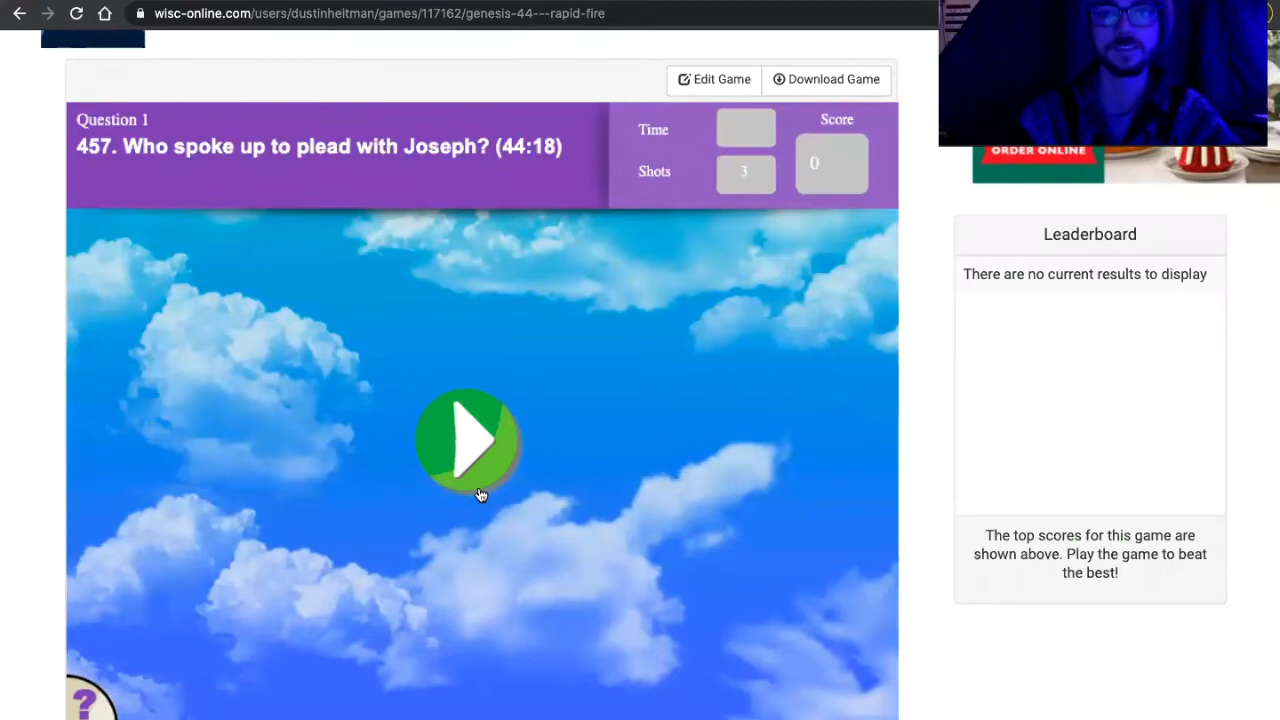 wisc-online.com/users/dustinheitman/games/117162/genesis-44---rapid-fire
Edit Game
Download Game
Question 1
457. Who spoke up to plead with Joseph? (44:18)
Time
Shots
3
Score
0
ORDER ONLINE
Leaderboard
There are no current results to display
The top scores for this game are
shown above. Play the game to beat
the best!
?